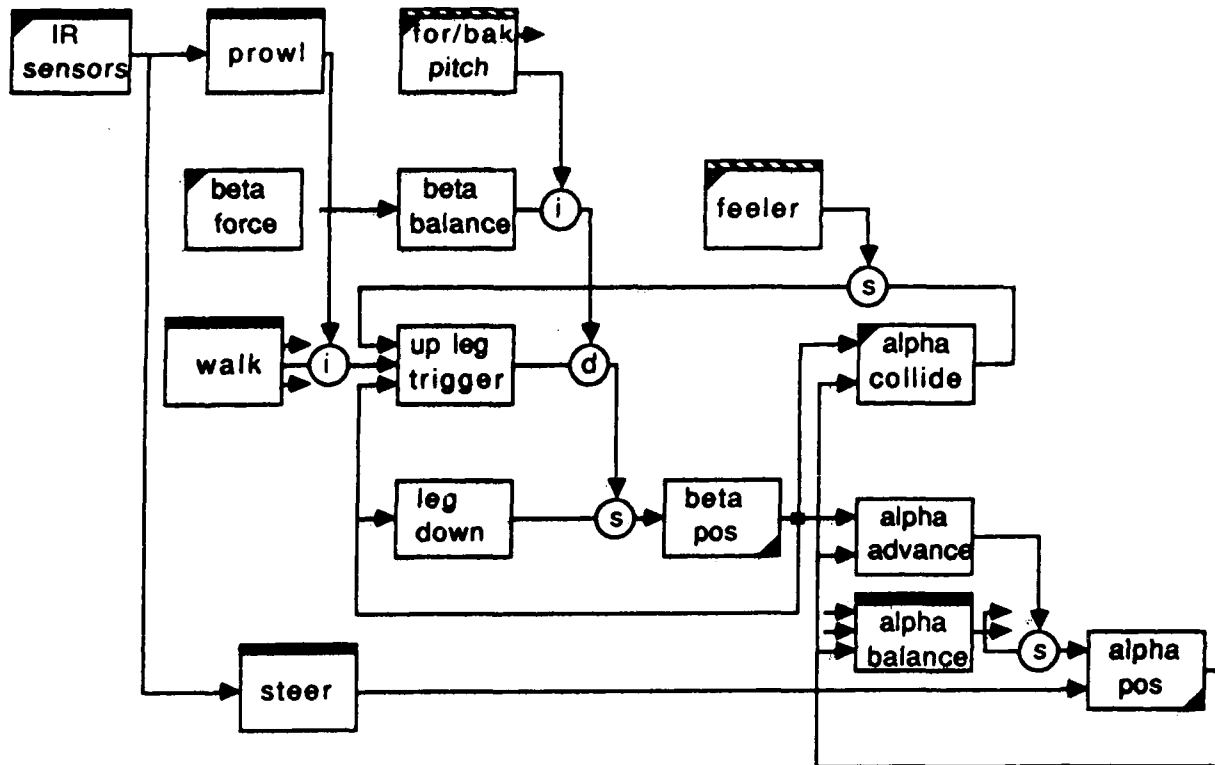 IR
sensors
prowl
for/bak
pitch
beta
force
beta
balance
i
feeler
s
walk
i
up leg
trigger
d
alpha
collide
leg
down
s
beta
pos
alpha
advance
alpha
balance
s
alpha
pos
steer